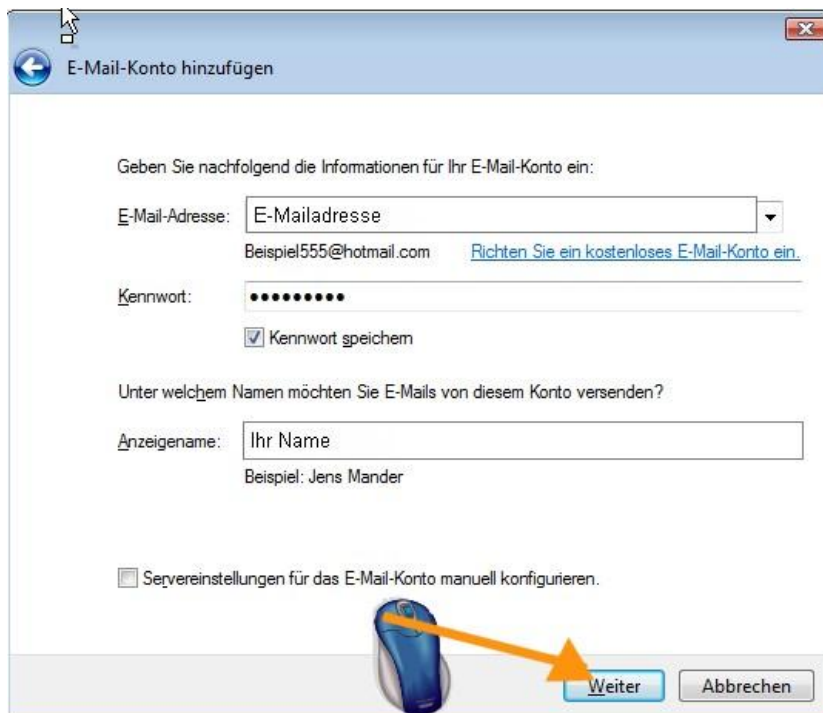 E-Mail-Konto hinzufügen
Geben Sie nachfolgend die Informationen für Ihr E-Mail-Konto ein:
E-Mail-Adresse: E-Mailadresse
Beispiel555@hotmail.com Richten Sie ein kostenloses E-Mail-Konto ein.
Kennwort: •••••••••
Kennwort speichern
Unter welchem Namen möchten Sie E-Mails von diesem Konto versenden?
Anzeigename: Ihr Name
Beispiel: Jens Mander
Servereinstellungen für das E-Mail-Konto manuell konfigurieren.
Weiter Abbrechen